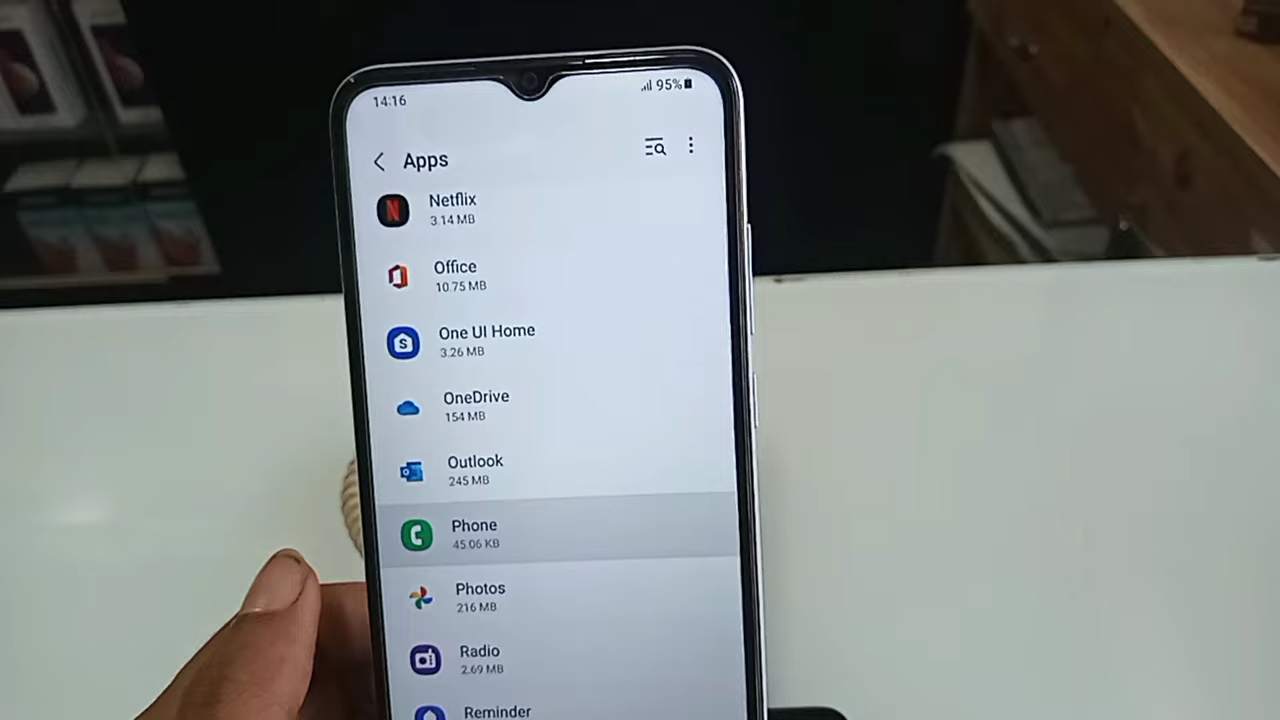 14:16
95%
Apps
Netflix
3.14 MB
Office
10.75 MB
One UI Home
3.26 MB
OneDrive
154 MB
Outlook
245 MB
Phone
45.06 KB
Photos
216 MB
Radio
2.69 MB
Reminder